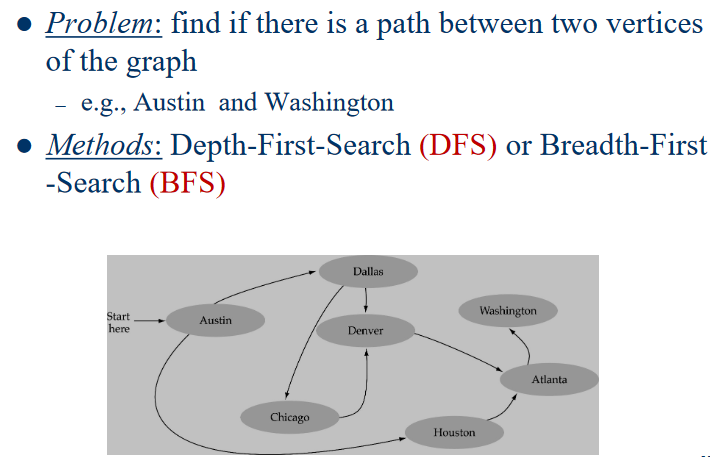 ● Problem: find if there is a path between two vertices
of the graph
– e.g., Austin and Washington
● Methods: Depth-First-Search (DFS) or Breadth-First
-Search (BFS)
Dallas
Washington
Start
here
Austin
Denver
Atlanta
Chicago
Houston